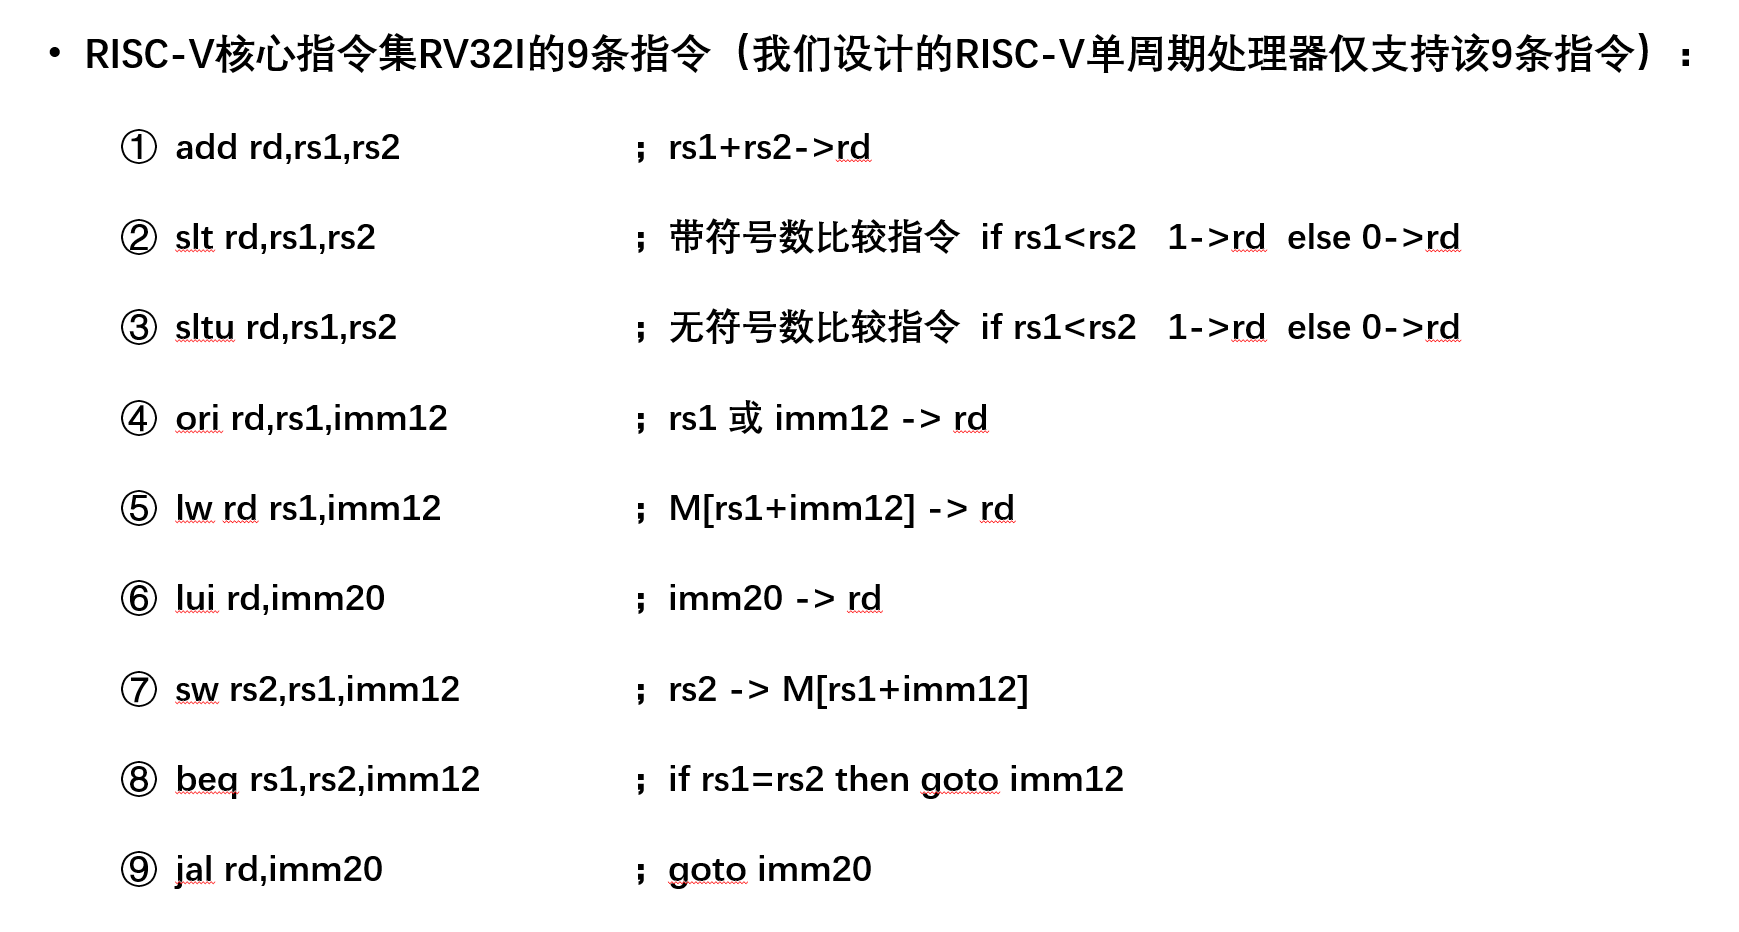 • RISC-V核心指令集RV32I的9条指令（我们设计的RISC-V单周期处理器仅支持该9条指令）：
① add rd,rs1,rs2 ；rs1+rs2->rd
② slt rd,rs1,rs2 ；带符号数比较指令 if rs1<rs2 1->rd else 0->rd
③ sltu rd,rs1,rs2 ；无符号数比较指令 if rs1<rs2 1->rd else 0->rd
④ ori rd,rs1,imm12 ；rs1 或 imm12 -> rd
⑤ lw rd rs1,imm12 ；M[rs1+imm12] -> rd
⑥ lui rd,imm20 ；imm20 -> rd
⑦ sw rs2,rs1,imm12 ；rs2 -> M[rs1+imm12]
⑧ beq rs1,rs2,imm12 ；if rs1=rs2 then goto imm12
⑨ jal rd,imm20 ；goto imm20